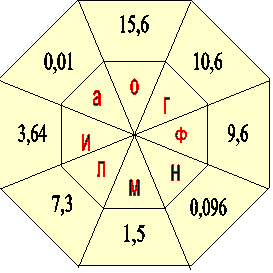 15,6
0,01 10,6
а о г
3,64 и ф 9,6
л м н
7,3 0,096
1,5